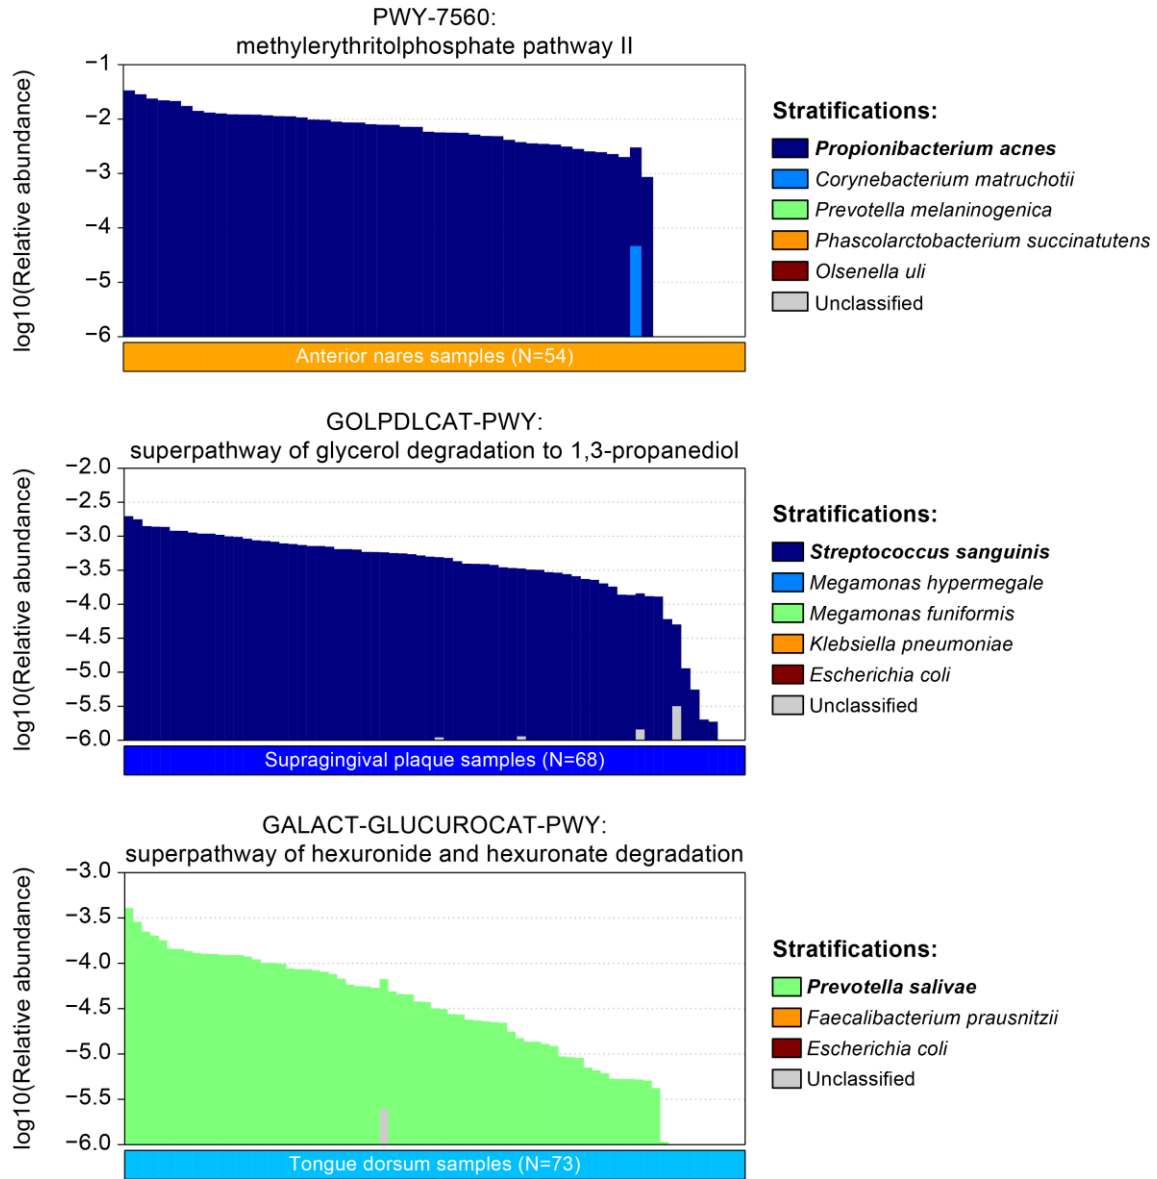 PWY-7560:
methylerythritolphosphate pathway II
log10(Relative abundance)
−1
−2
−3
−4
−5
−6
Anterior nares samples (N=54)
Stratifications:
Propionibacterium acnes
Corynebacterium matruchotii
Prevotella melaninogenica
Phascolarctobacterium succinatutens
Olsenella uli
Unclassified
GOLPDLCAT-PWY:
superpathway of glycerol degradation to 1,3-propanediol
log10(Relative abundance)
−2.0
−2.5
−3.0
−3.5
−4.0
−4.5
−5.0
−5.5
−6.0
Supragingival plaque samples (N=68)
Stratifications:
Streptococcus sanguinis
Megamonas hypermegale
Megamonas funiformis
Klebsiella pneumoniae
Escherichia coli
Unclassified
GALACT-GLUCUROCAT-PWY:
superpathway of hexuronide and hexuronate degradation
log10(Relative abundance)
−3.0
−3.5
−4.0
−4.5
−5.0
−5.5
−6.0
Tongue dorsum samples (N=73)
Stratifications:
Prevotella salivae
Faecalibacterium prausnitzii
Escherichia coli
Unclassified